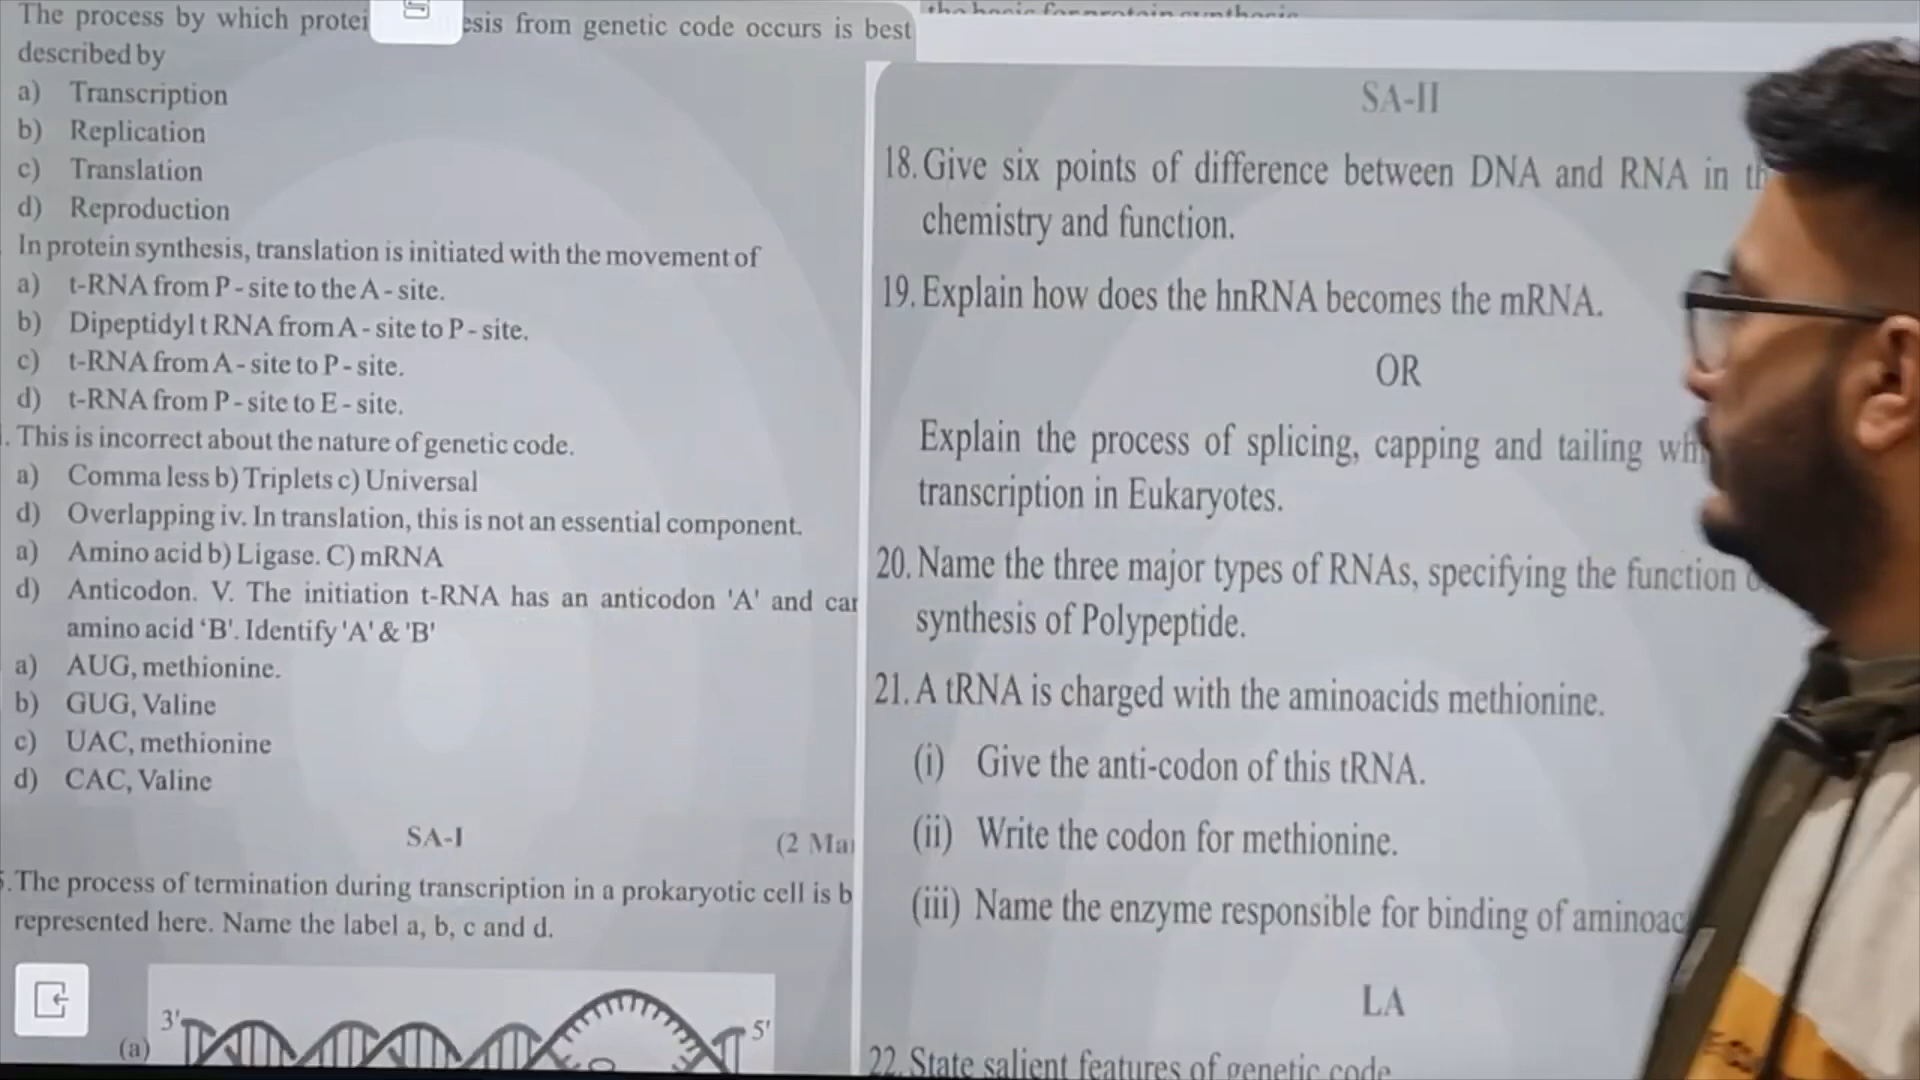 The process by which protei esis from genetic code occurs is best
described by
a) Transcription
b) Replication
c) Translation
d) Reproduction
In protein synthesis, translation is initiated with the movement of
a) t-RNA from P - site to the A - site.
b) Dipeptidyl t RNA from A - site to P - site.
c) t-RNA from A - site to P - site.
d) t-RNA from P - site to E - site.
. This is incorrect about the nature of genetic code.
a) Comma less b) Triplets c) Universal
d) Overlapping iv. In translation, this is not an essential component.
a) Amino acid b) Ligase. C) mRNA
d) Anticodon. V. The initiation t-RNA has an anticodon 'A' and car
amino acid ‘B'. Identify 'A' & 'B'
a) AUG, methionine.
b) GUG, Valine
c) UAC, methionine
d) CAC, Valine
SA-I
(2 Mar
.The process of termination during transcription in a prokaryotic cell is b
represented here. Name the label a, b, c and d.
3'
5'
(a)
the basis for protein synthesis
SA-II
18. Give six points of difference between DNA and RNA in th
chemistry and function.
19. Explain how does the hnRNA becomes the mRNA.
OR
Explain the process of splicing, capping and tailing wh
transcription in Eukaryotes.
20. Name the three major types of RNAs, specifying the function o
synthesis of Polypeptide.
21. A tRNA is charged with the aminoacids methionine.
(i) Give the anti-codon of this tRNA.
(ii) Write the codon for methionine.
(iii) Name the enzyme responsible for binding of aminoac
LA
22. State salient features of genetic code